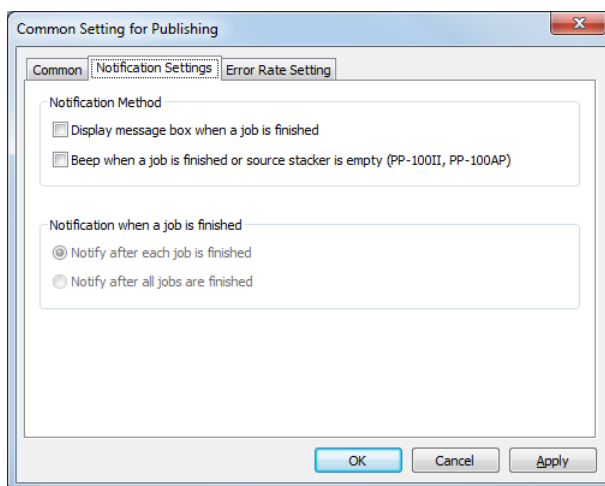 Common Setting for Publishing
Common Notification Settings Error Rate Setting
Notification Method
Display message box when a job is finished
Beep when a job is finished or source stacker is empty (PP-100II, PP-100AP)
Notification when a job is finished
Notify after each job is finished
Notify after all jobs are finished
OK Cancel Apply